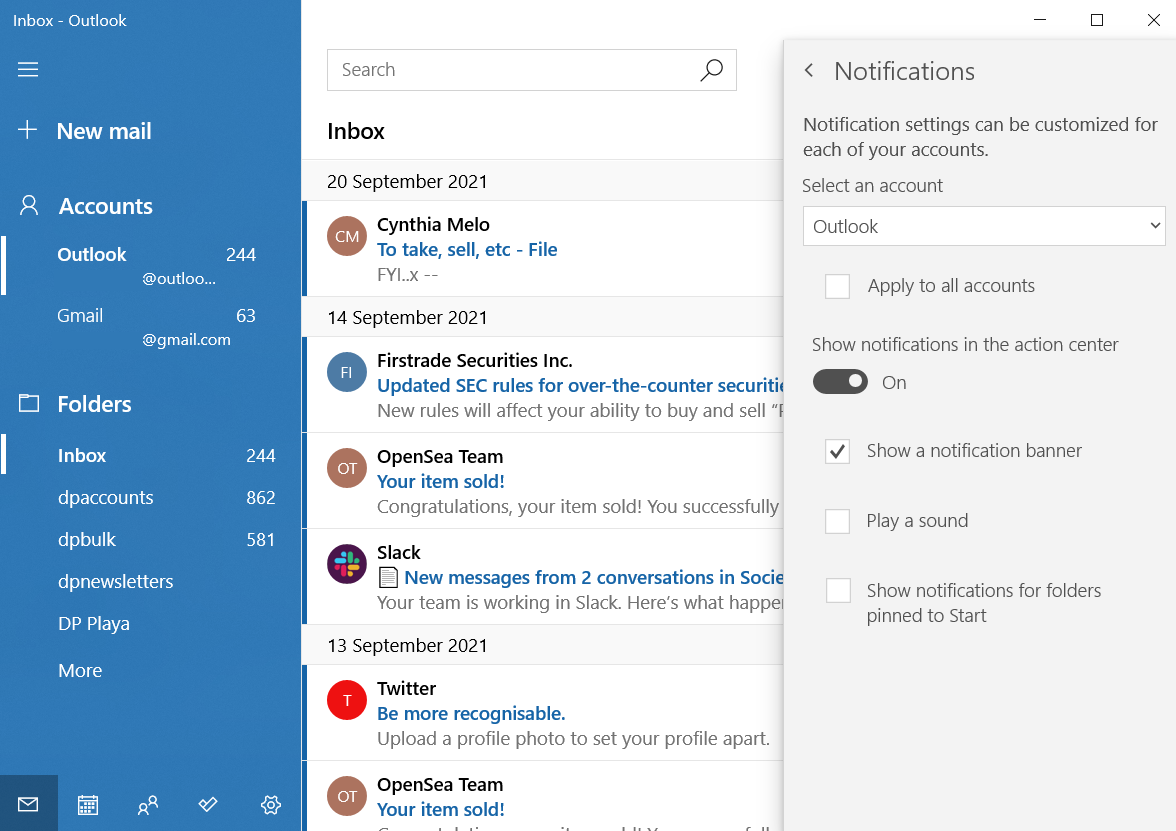 Inbox - Outlook
New mail
Accounts
Outlook 244
@outloo...
Gmail 63
@gmail.com
Folders
Inbox 244
dpaccounts 862
dpbulk 581
dpnewsletters
DP Playa
More
Search
Inbox
20 September 2021
CM
Cynthia Melo
To take, sell, etc - File
FYI..x --
14 September 2021
FI
Firstrade Securities Inc.
Updated SEC rules for over-the-counter securitie
New rules will affect your ability to buy and sell “
OT
OpenSea Team
Your item sold!
Congratulations, your item sold! You successfully
Slack
New messages from 2 conversations in Socie
Your team is working in Slack. Here’s what happe
13 September 2021
T
Twitter
Be more recognisable.
Upload a profile photo to set your profile apart.
OT
OpenSea Team
Your item sold!
Notifications
Notification settings can be customized for
each of your accounts.
Select an account
Outlook
Apply to all accounts
Show notifications in the action center
On
Show a notification banner
Play a sound
Show notifications for folders
pinned to Start